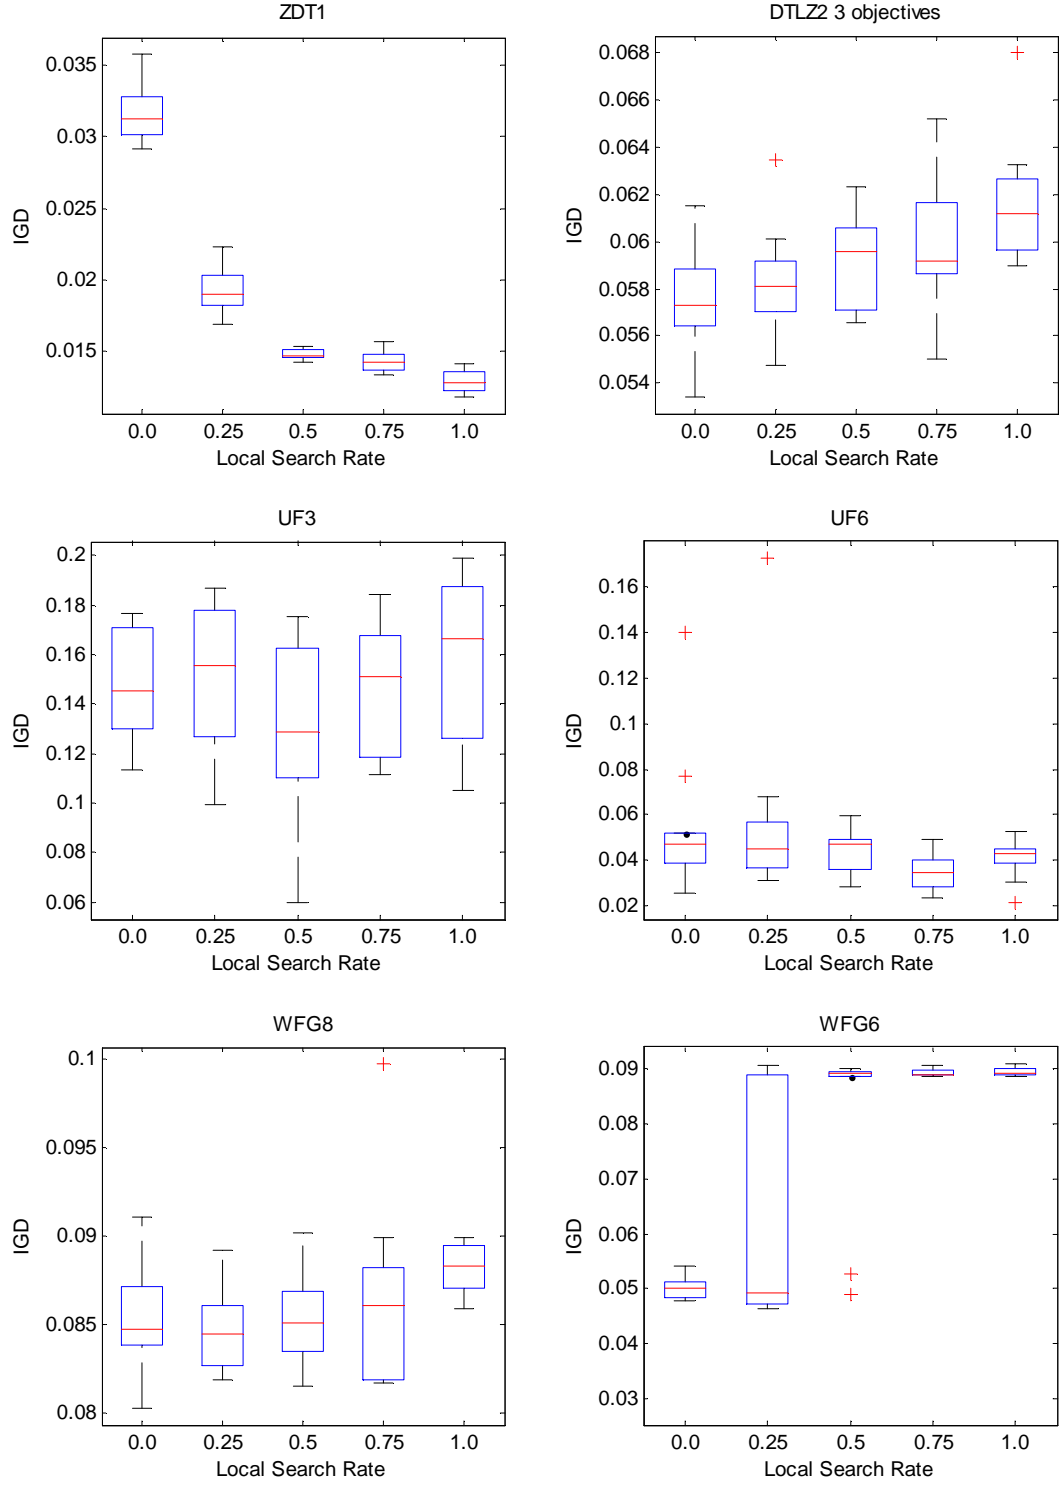 ZDT1
0.035
0.03
0.025
0.02
0.015
IGD
0.0 0.25 0.5 0.75 1.0
Local Search Rate
DTLZ2 3 objectives
0.068
0.066
0.064
0.062
0.06
0.058
0.056
0.054
IGD
0.0 0.25 0.5 0.75 1.0
Local Search Rate
UF3
0.2
0.18
0.16
0.14
0.12
0.1
0.08
0.06
IGD
0.0 0.25 0.5 0.75 1.0
Local Search Rate
UF6
0.16
0.14
0.12
0.1
0.08
0.06
0.04
0.02
IGD
0.0 0.25 0.5 0.75 1.0
Local Search Rate
WFG8
0.1
0.095
0.09
0.085
0.08
IGD
0.0 0.25 0.5 0.75 1.0
Local Search Rate
WFG6
0.09
0.08
0.07
0.06
0.05
0.04
0.03
IGD
0.0 0.25 0.5 0.75 1.0
Local Search Rate